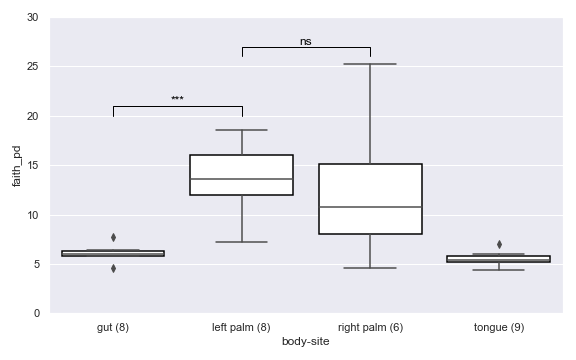 30
25
20
15
10
5
0
faith_pd
ns
***
gut (8)
left palm (8)
right palm (6)
tongue (9)
body-site